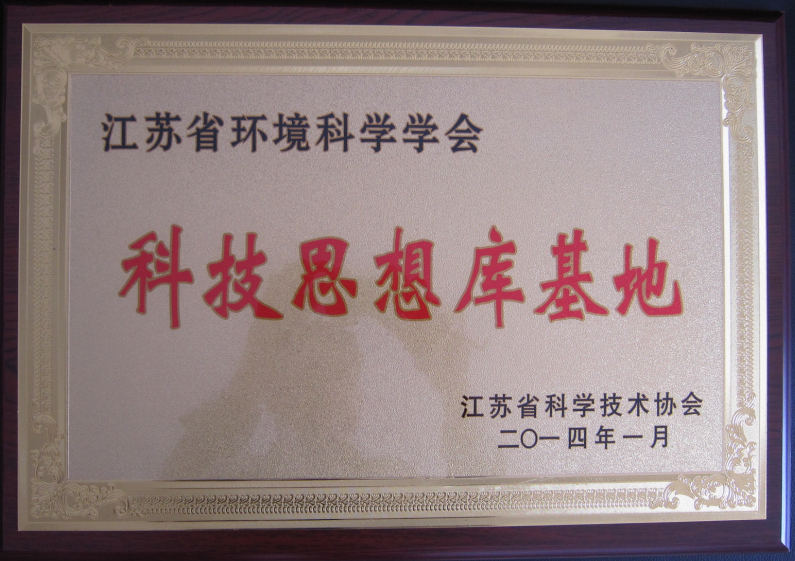 江苏省环境科学学会
科技思想库基地
江苏省科学技术协会
二〇一四年一月